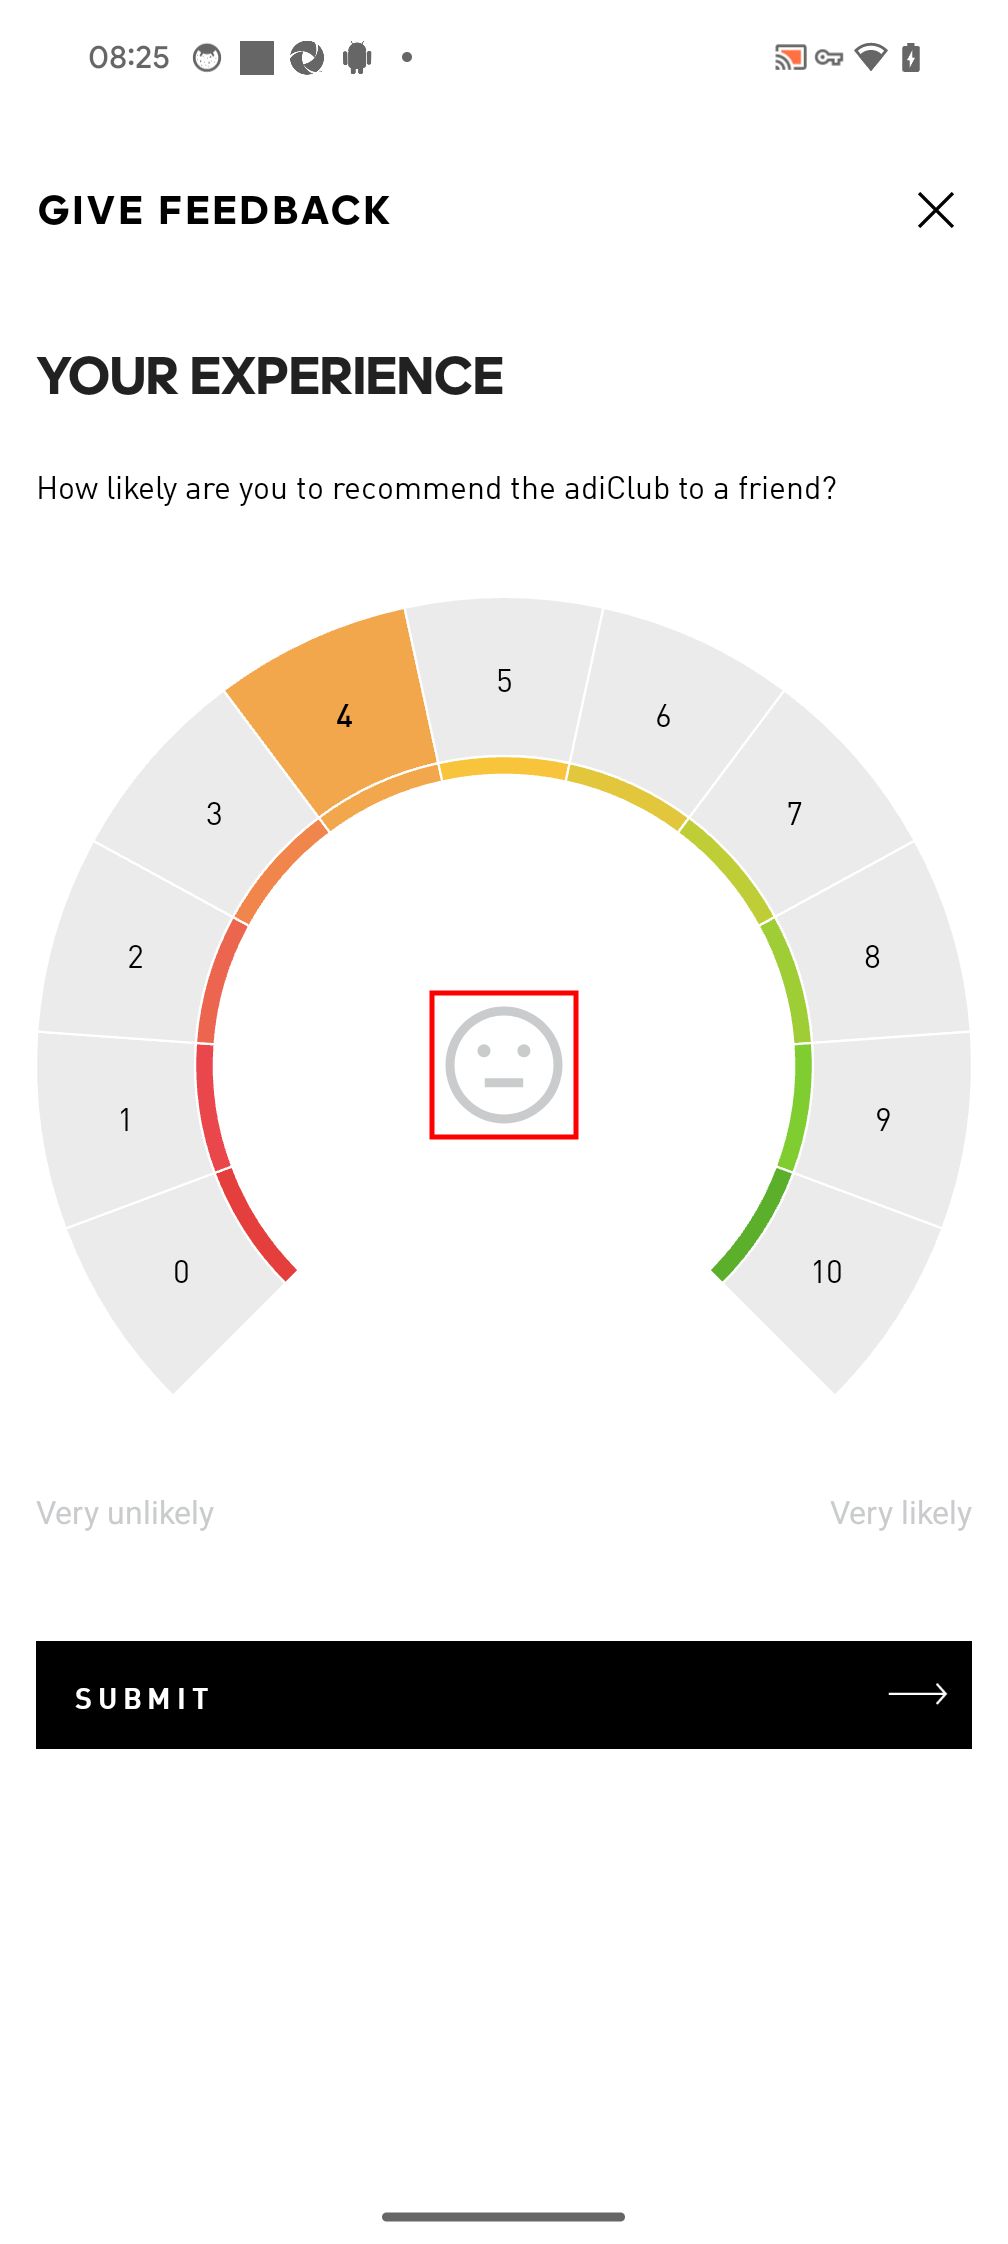 08:25
GIVE FEEDBACK
YOUR EXPERIENCE
How likely are you to recommend the adiClub to a friend?
0
1
2
3
4
5
6
7
8
9
10
Very unlikely
Very likely
SUBMIT